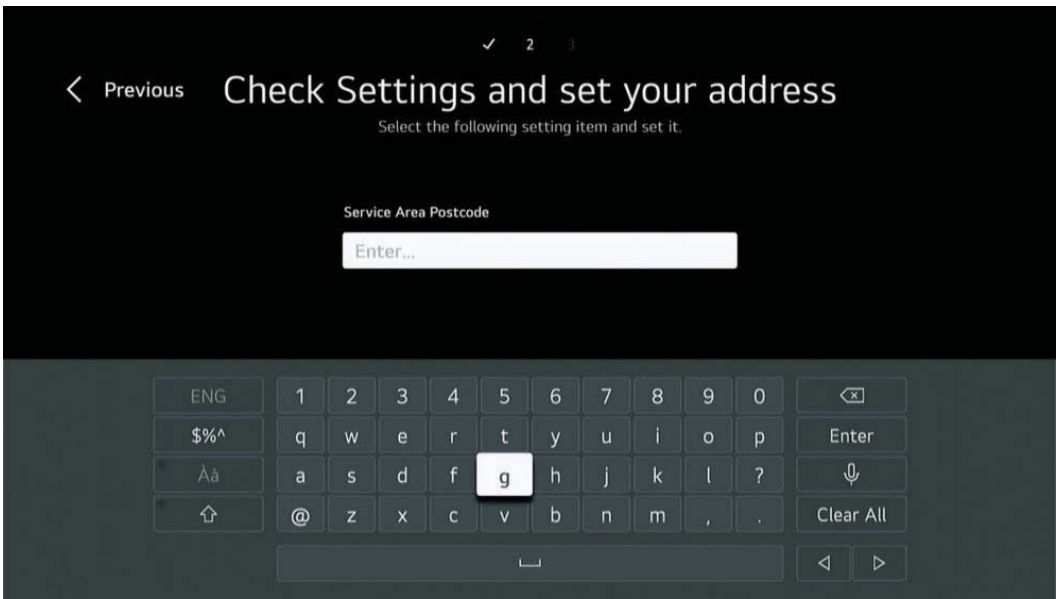 ✓ 2 3
Previous
Check Settings and set your address
Select the following setting item and set it.
Service Area Postcode
Enter...
ENG 1 2 3 4 5 6 7 8 9 0
$%^ q w e r t y u i o p Enter
Àà a s d f g h j k l ?
@ z x c v b n m , . Clear All